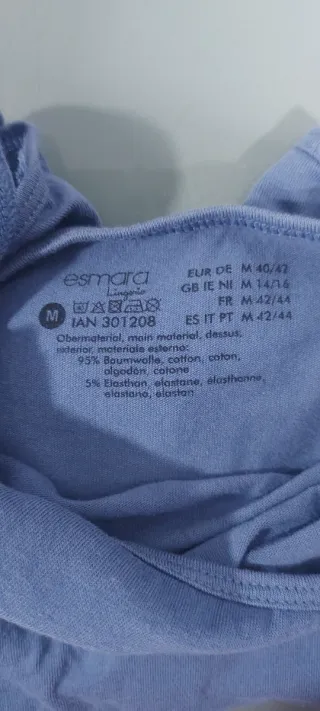 esmara
Lingerie
M
IAN 301208
EUR DE M 40/42
GB IE NI M 14/16
FR M 42/44
ES IT PT M 42/44
Obermaterial, main material, dessus,
exterior, materiale esterno:
95% Baumwolle, cotton, coton,
algodón, cotone
5% Elasthan, elastane, élasthanne,
elastano, elastan